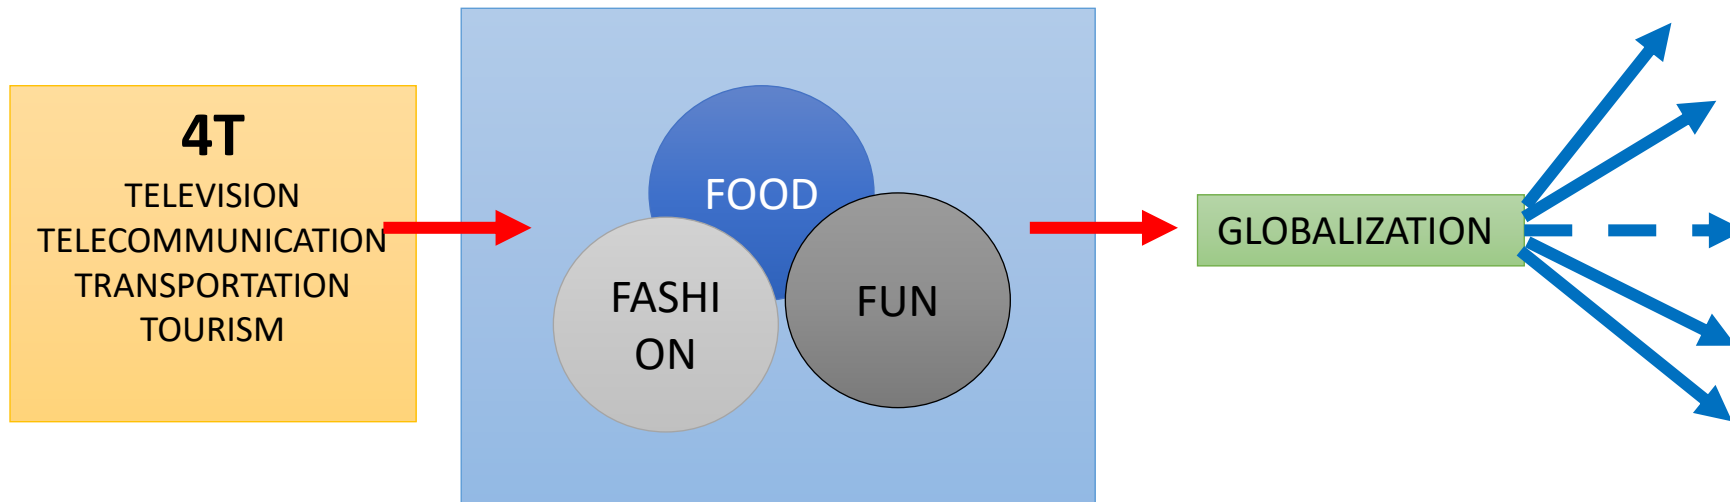 4T
TELEVISION
TELECOMMUNICATION
TRANSPORTATION
TOURISM
FOOD
FASHI
ON
FUN
GLOBALIZATION